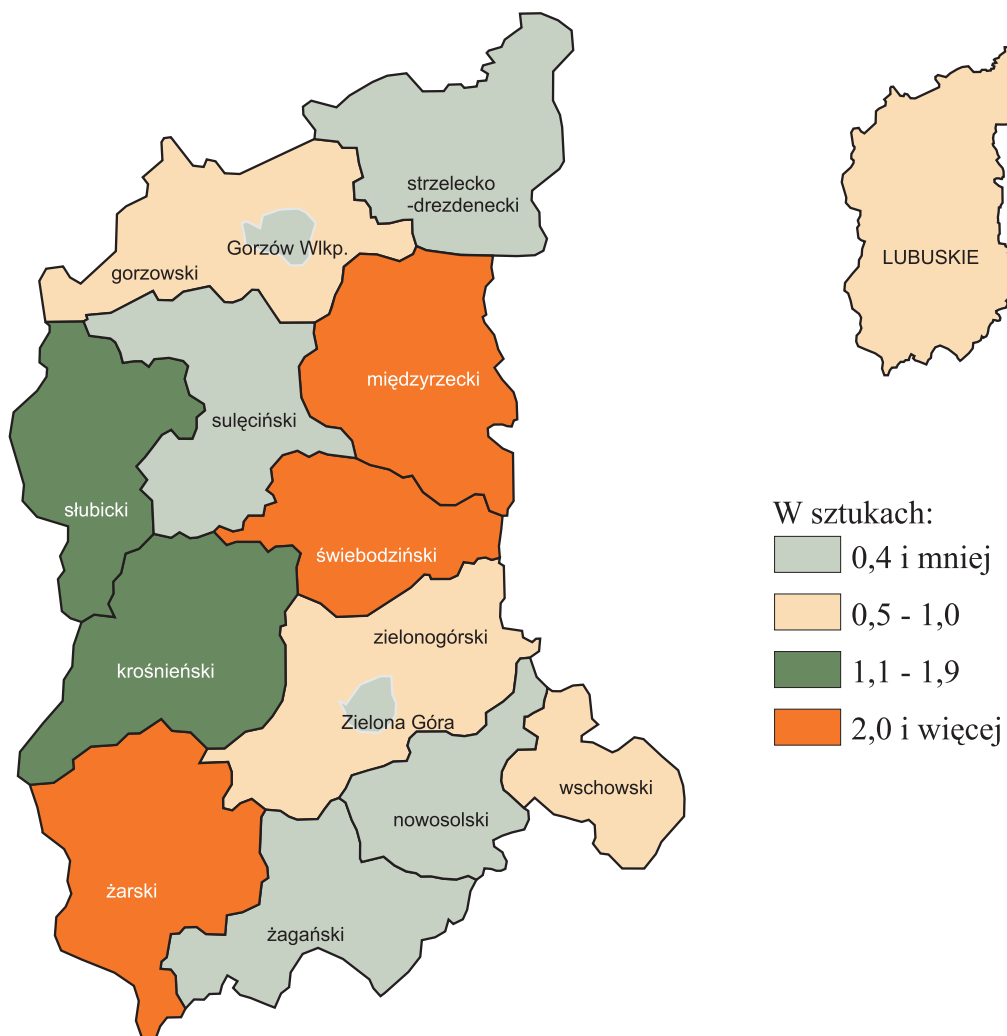 strzelecko
-drezdenecki
Gorzów Wlkp.
gorzowski
LUBUSKIE
międzyrzecki
sulęciński
słubicki
świebodziński
W sztukach:
0,4 i mniej
0,5 - 1,0
1,1 - 1,9
2,0 i więcej
zielonogórski
krośnieński
Zielona Góra
wschowski
nowosolski
żarski
żagański